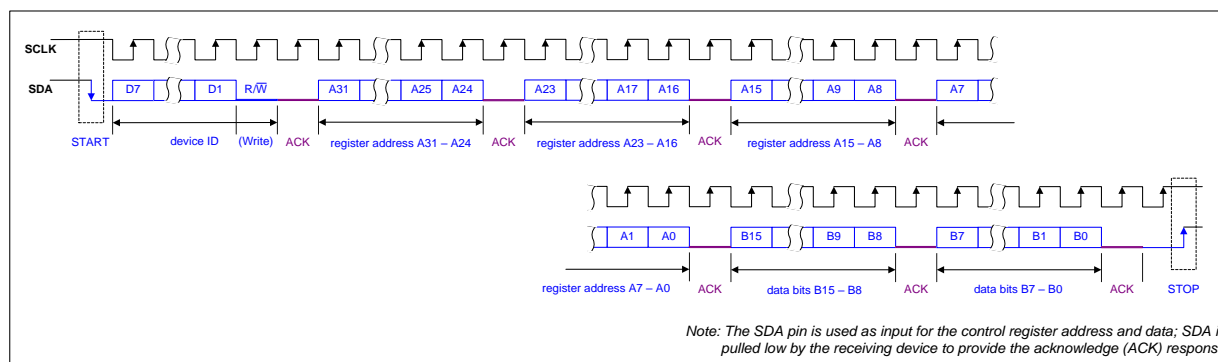 SCLK
SDA D7 D1 R/W A31 A25 A24 A23 A17 A16 A15 A9 A8 A7
START device ID (Write) ACK register address A31 – A24 ACK register address A23 – A16 ACK register address A15 – A8 ACK
A1 A0 B15 B9 B8 B7 B1 B0
register address A7 – A0 ACK data bits B15 – B8 ACK data bits B7 – B0 ACK STOP
Note: The SDA pin is used as input for the control register address and data; SDA
pulled low by the receiving device to provide the acknowledge (ACK)